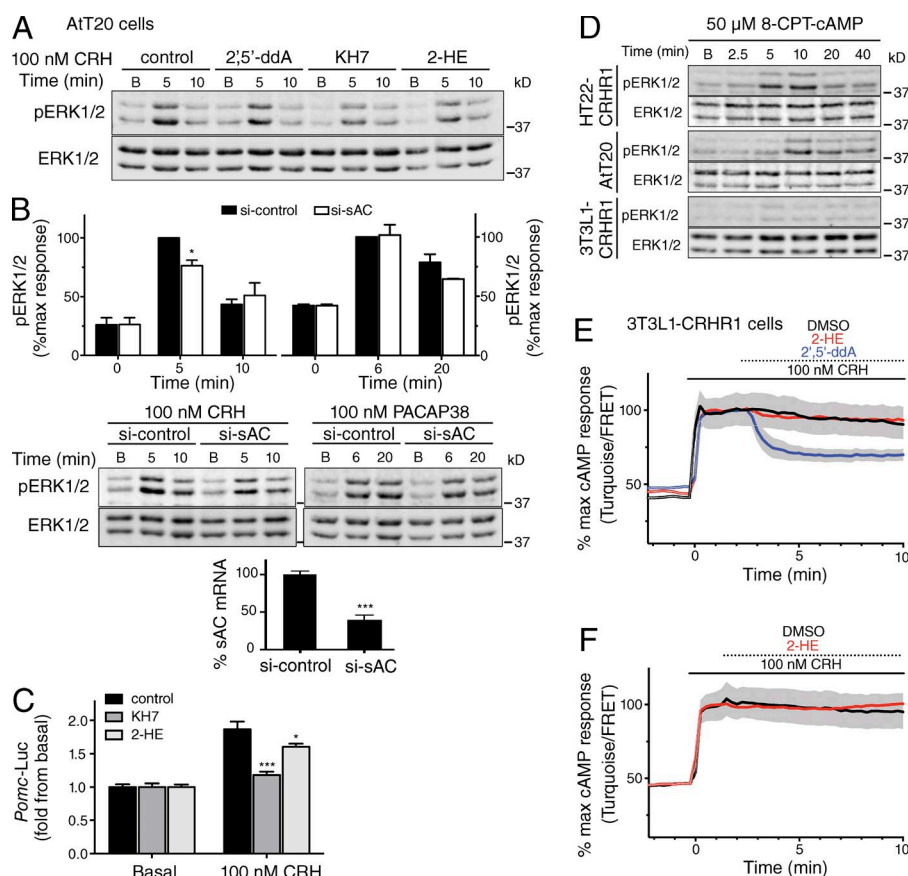 A AtT20 cells
100 nM CRH control 2',5'-ddA KH7 2-HE
Time (min) B 5 10 B 5 10 B 5 10 B 5 10 kD
pERK1/2
-37
ERK1/2
-37
B
si-control si-sAC
pERK1/2
(%max response)
100
50
0
0 5 10
Time (min)
*
100
50
0
0 6 20
Time (min)
pERK1/2
(%max response)
100 nM CRH 100 nM PACAP38
si-control si-sAC si-control si-sAC
Time (min) B 5 10 B 5 10 B 6 20 B 6 20 kD
pERK1/2
-37
ERK1/2
-37
% sAC mRNA
100
50
0
***
si-control si-sAC
C
control
KH7
2-HE
Pomc-Luc
(fold from basal)
2.0
1.5
1.0
0
*** *
Basal 100 nM CRH
D
50 µM 8-CPT-cAMP
Time (min) B 2.5 5 10 20 40 kD
HT22-
CRHR1
pERK1/2
-37
ERK1/2
-37
AtT20
pERK1/2
-37
ERK1/2
-37
3T3L1-
CRHR1
pERK1/2
-37
ERK1/2
-37
E 3T3L1-CRHR1 cells
DMSO
2-HE
2',5'-ddA
100 nM CRH
% max cAMP response
(Turquoise/FRET)
100
50
0 5 10
Time (min)
F
DMSO
2-HE
100 nM CRH
% max cAMP response
(Turquoise/FRET)
100
50
0 5 10
Time (min)